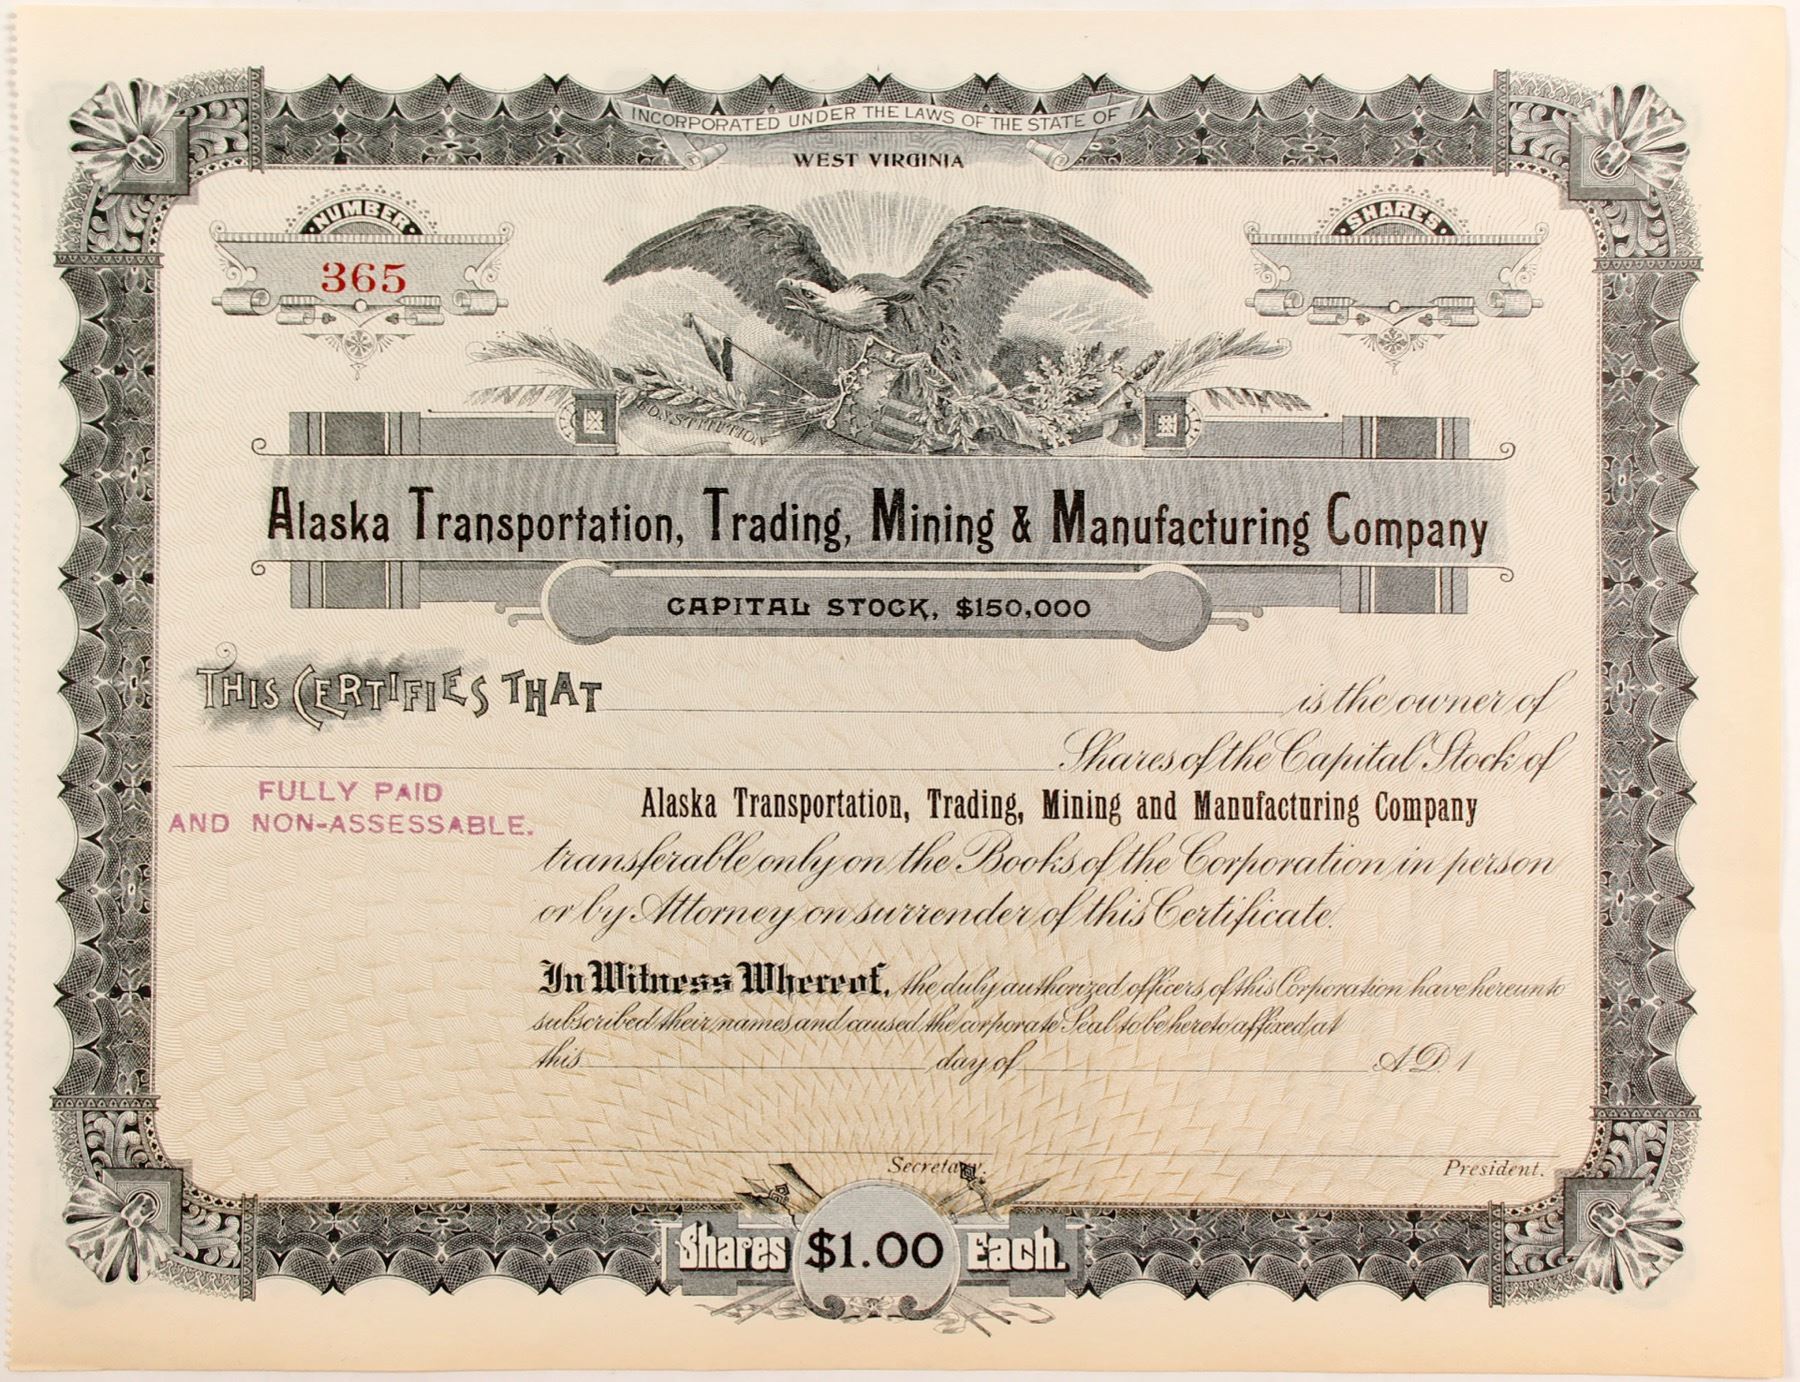 INCORPORATED UNDER THE LAWS OF THE STATE OF
WEST VIRGINIA
NUMBER
365
SHARES
Alaska Transportation, Trading, Mining & Manufacturing Company
CAPITAL STOCK, $150,000
THIS CERTIFIES THAT is the owner of
Shares of the Capital Stock of
FULLY PAID
AND NON-ASSESSABLE.
Alaska Transportation, Trading, Mining and Manufacturing Company
transferable only on the Books of the Corporation in person
or by Attorney on surrender of this Certificate.
In Witness Whereof, the duly authorized officers of this Corporation have hereunto
subscribed their names and caused the corporate Seal to be hereto affixed at
this day of A.D. 1
Secretary. President.
Shares $1.00 Each.